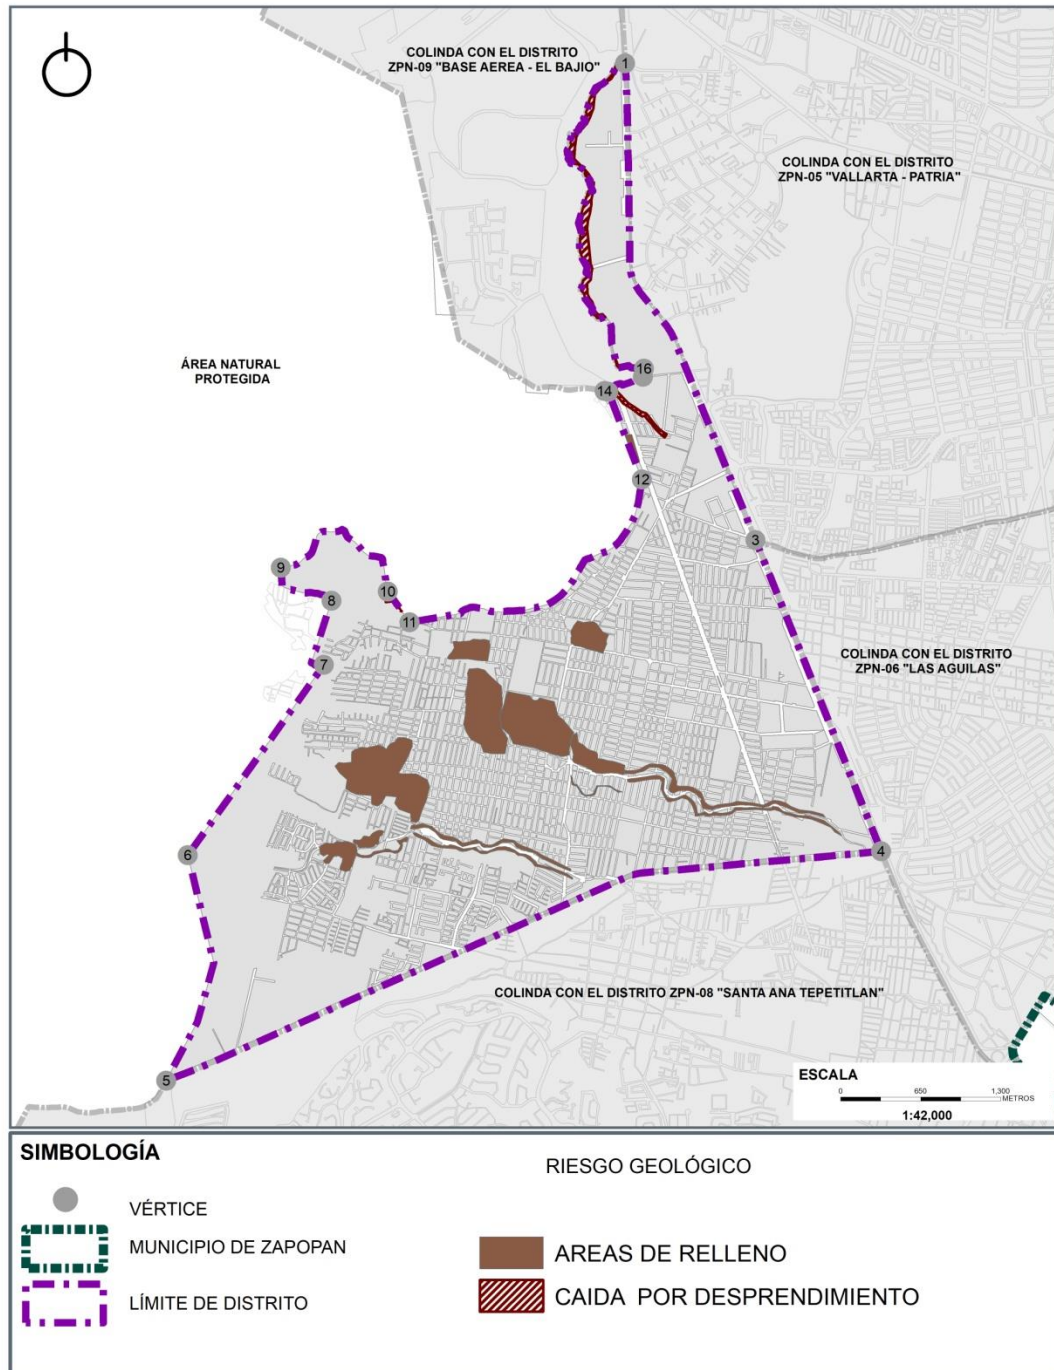 COLINDA CON EL DISTRITO
ZPN-09 "BASE AEREA - EL BAJIO"
1
COLINDA CON EL DISTRITO
ZPN-05 "VALLARTA - PATRIA"
ÁREA NATURAL
PROTEGIDA
16
14
12
3
9
10
8
11
COLINDA CON EL DISTRITO
ZPN-06 "LAS AGUILAS"
7
4
6
COLINDA CON EL DISTRITO ZPN-08 "SANTA ANA TEPETITLAN"
5
ESCALA
0 650 1,300
METROS
1:42,000
SIMBOLOGÍA
RIESGO GEOLÓGICO
VÉRTICE
MUNICIPIO DE ZAPOPAN
AREAS DE RELLENO
LÍMITE DE DISTRITO
CAIDA POR DESPRENDIMIENTO